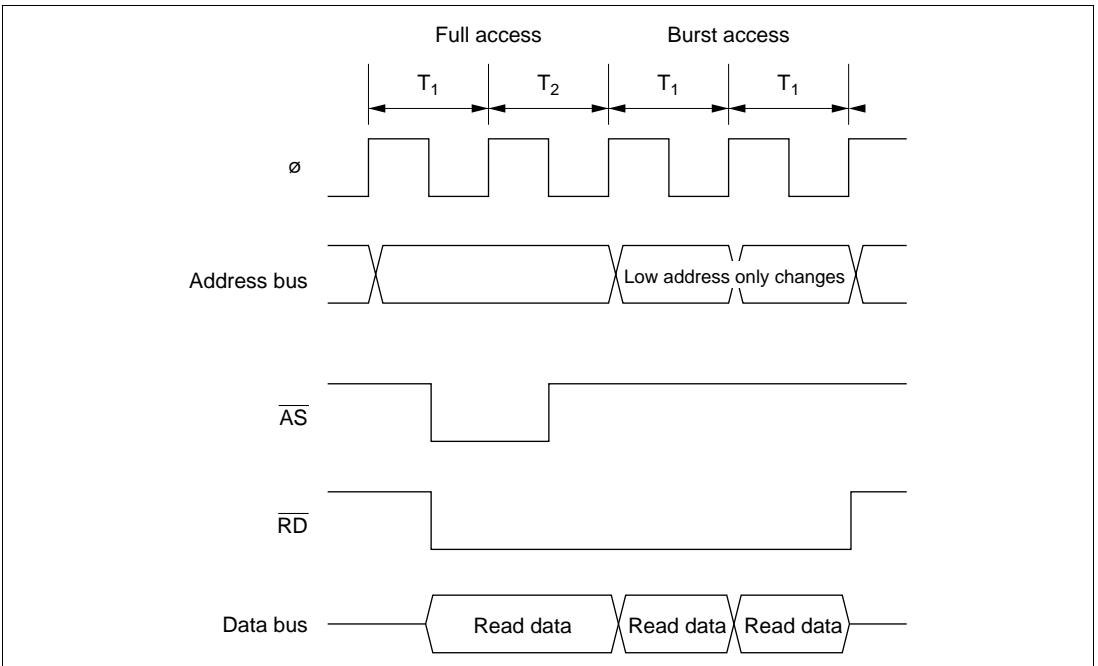 Full access Burst access
T1 T2 T1 T1
ø
Address bus Low address only changes
AS
RD
Data bus Read data Read data Read data